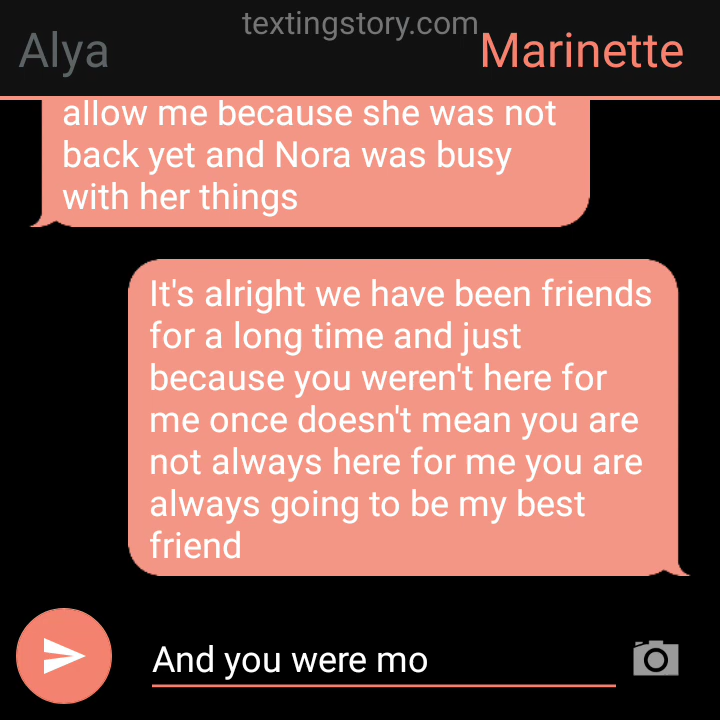 textingstory.com
Alya
Marinette
allow me because she was not
back yet and Nora was busy
with her things
It's alright we have been friends
for a long time and just
because you weren't here for
me once doesn't mean you are
not always here for me you are
always going to be my best
friend
And you were mo